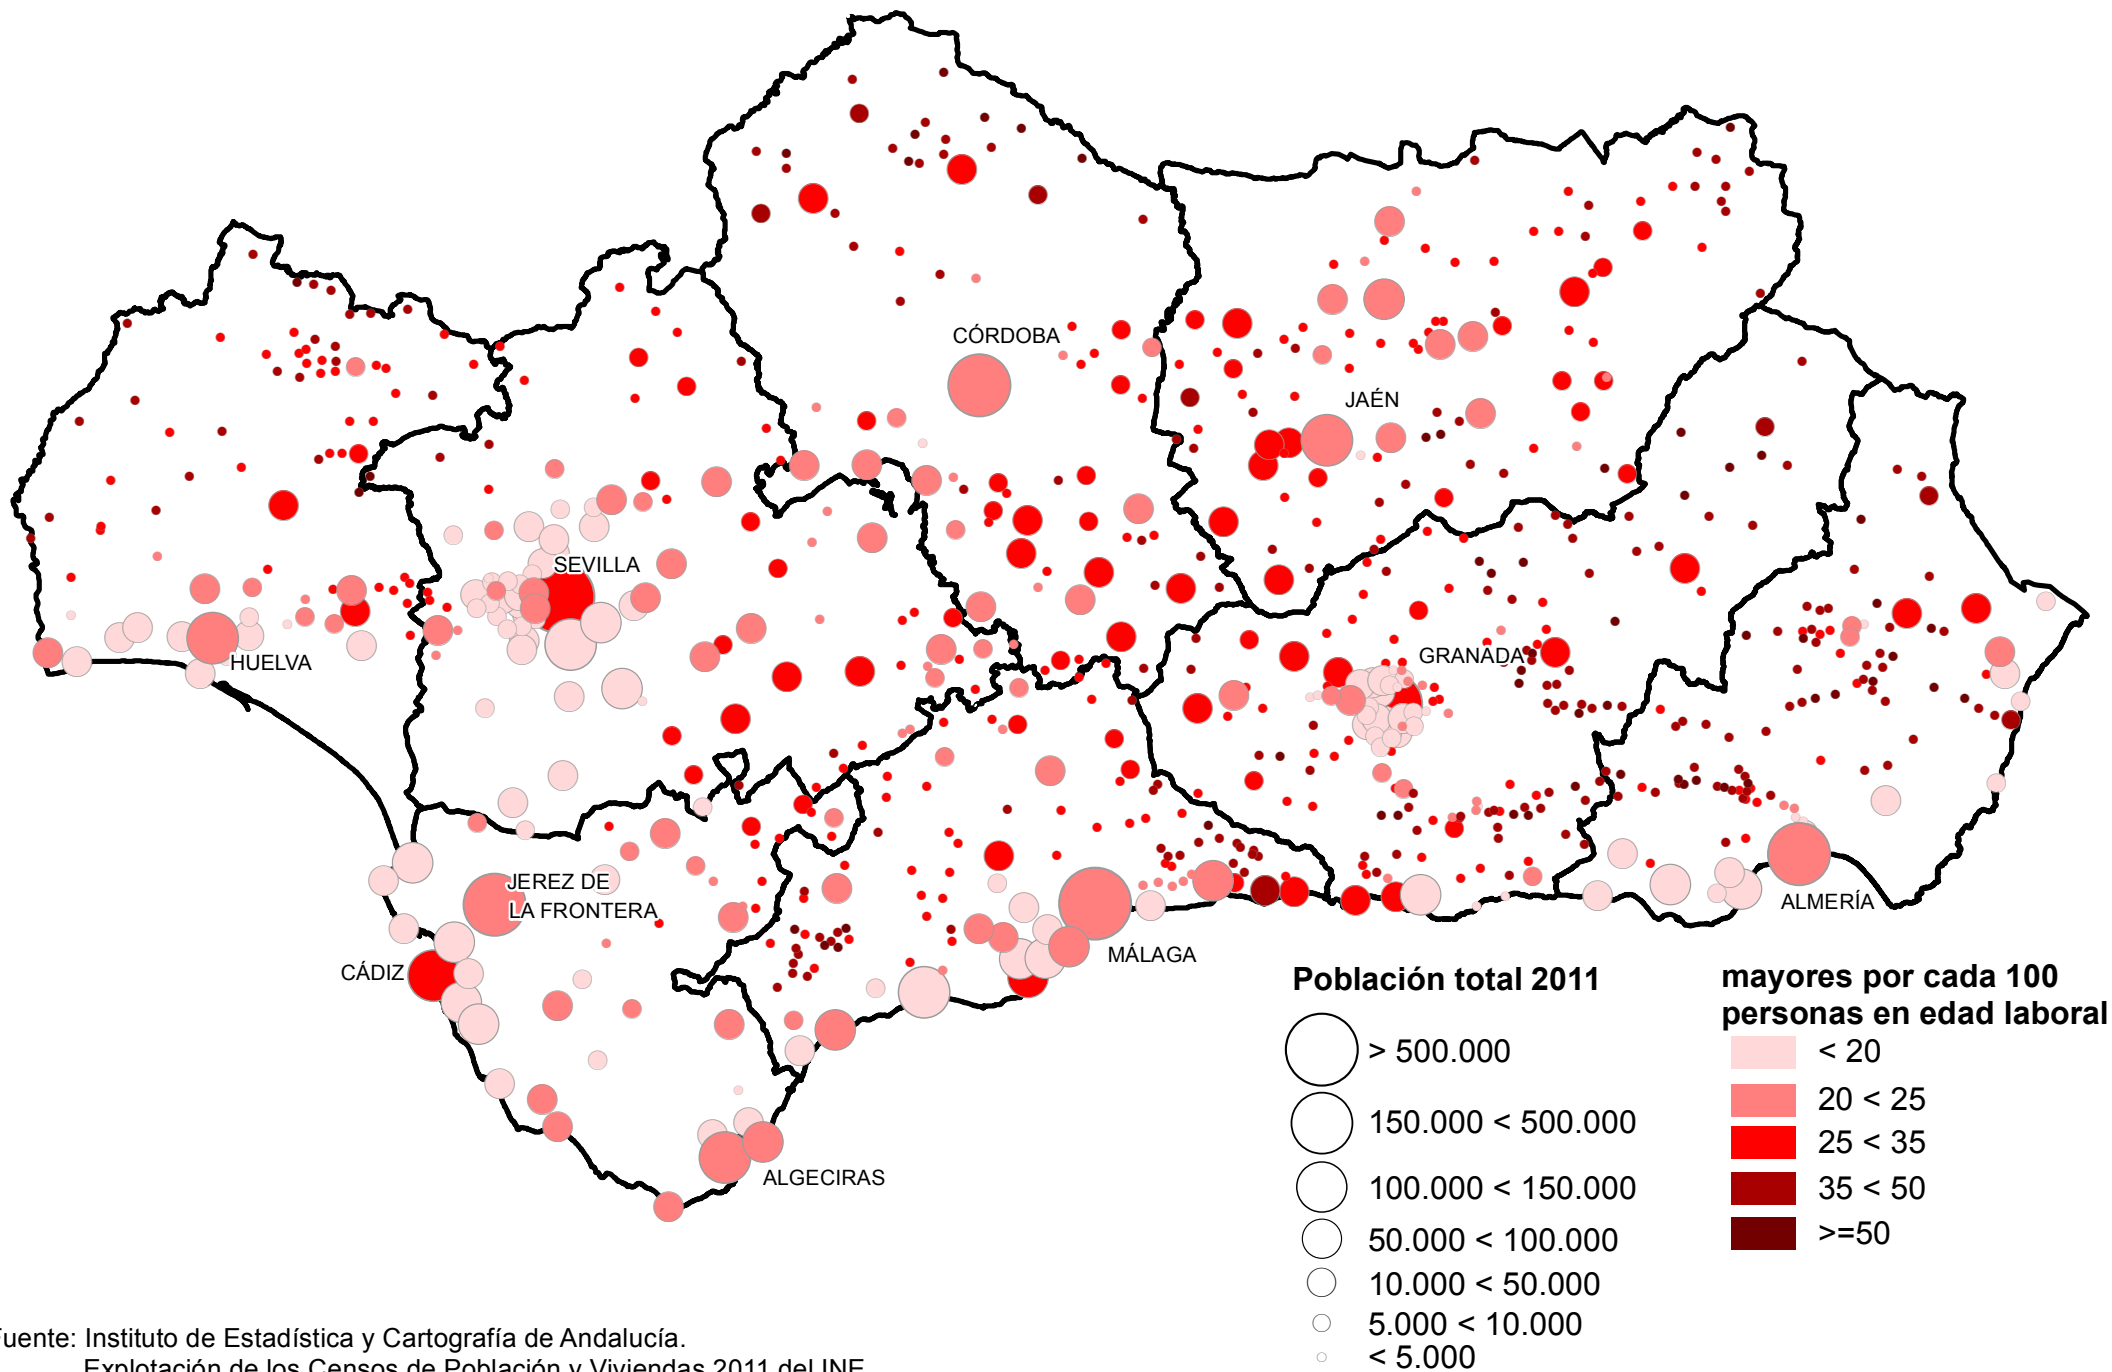 CÓRDOBA
JAÉN
SEVILLA
HUELVA
GRANADA
JEREZ DE
LA FRONTERA
CÁDIZ
MÁLAGA
ALMERÍA
ALGECIRAS
Población total 2011
> 500.000
150.000 < 500.000
100.000 < 150.000
50.000 < 100.000
10.000 < 50.000
5.000 < 10.000
< 5.000
mayores por cada 100
personas en edad laboral
< 20
20 < 25
25 < 35
35 < 50
>=50
Fuente: Instituto de Estadística y Cartografía de Andalucía.
Explotación de los Censos de Población y Viviendas 2011 del INE